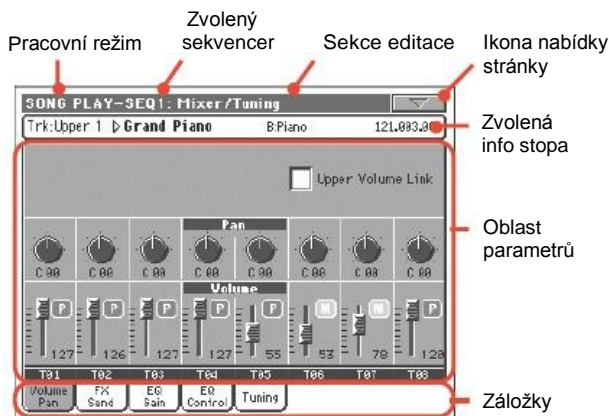 Pracovní režim
Zvolený
sekvencer
Sekce editace
Ikona nabídky
stránky
SONG PLAY-SEQ1: Mixer/Tuning
Trk:Upper 1 Grand Piano B:Piano 121.003.0
Zvolená
info stopa
Upper Volume Link
Oblast
parametrů
Pan
C 00 C 00 C 00 C 00 C 00 C 00 C 00 C 00
Volume
P P P P P M M P
127 126 127 127 55 53 78 120
T01 T02 T03 T04 T05 T06 T07 T08
Volume FX EQ EQ Tuning
Pan Send Gain Control
Záložky